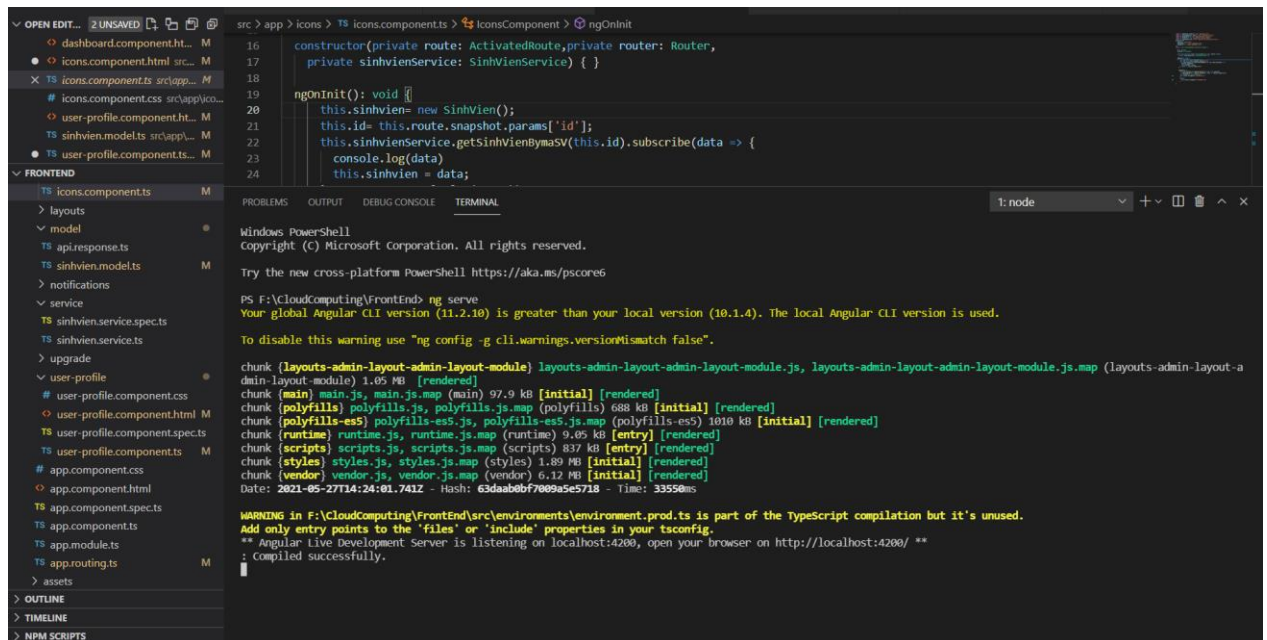 OPEN EDIT... 2 UNSAVED
dashboard.component.ht... M
icons.component.html src... M
TS icons.component.ts src\app... M
# icons.component.css src\app\ico...
user-profile.component.ht... M
TS sinhvien.model.ts src\app\... M
TS user-profile.component.ts... M
FRONTEND
TS icons.component.ts M
> layouts
model
TS api.response.ts
TS sinhvien.model.ts M
> notifications
service
TS sinhvien.service.spec.ts
TS sinhvien.service.ts
> upgrade
user-profile
# user-profile.component.css
user-profile.component.html M
TS user-profile.component.spec.ts
TS user-profile.component.ts M
# app.component.css
app.component.html
TS app.component.spec.ts
TS app.component.ts
TS app.module.ts
TS app.routing.ts M
> assets
> OUTLINE
> TIMELINE
> NPM SCRIPTS
src > app > icons > TS icons.component.ts > IconsComponent > ngOnInit
16 constructor(private route: ActivatedRoute,private router: Router,
17 private sinhvienService: SinhVienService) { }
18
19 ngOnInit(): void {
20 this.sinhvien= new SinhVien();
21 this.id= this.route.snapshot.params['id'];
22 this.sinhvienService.getSinhVienBymaSV(this.id).subscribe(data => {
23 console.log(data)
24 this.sinhvien = data;
PROBLEMS OUTPUT DEBUG CONSOLE TERMINAL 1: node
Windows PowerShell
Copyright (C) Microsoft Corporation. All rights reserved.
Try the new cross-platform PowerShell https://aka.ms/pscore6
PS F:\CloudComputing\FrontEnd> ng serve
Your global Angular CLI version (11.2.10) is greater than your local version (10.1.4). The local Angular CLI version is used.
To disable this warning use "ng config -g cli.warnings.versionMismatch false".
chunk {layouts-admin-layout-admin-layout-module} layouts-admin-layout-admin-layout-module.js, layouts-admin-layout-admin-layout-module.js.map (layouts-admin-layout-a
dmin-layout-module) 1.05 MB [rendered]
chunk {main} main.js, main.js.map (main) 97.9 kB [initial] [rendered]
chunk {polyfills} polyfills.js, polyfills.js.map (polyfills) 688 kB [initial] [rendered]
chunk {polyfills-es5} polyfills-es5.js, polyfills-es5.js.map (polyfills-es5) 1010 kB [initial] [rendered]
chunk {runtime} runtime.js, runtime.js.map (runtime) 9.05 kB [entry] [rendered]
chunk {scripts} scripts.js, scripts.js.map (scripts) 837 kB [entry] [rendered]
chunk {styles} styles.js, styles.js.map (styles) 1.89 MB [initial] [rendered]
chunk {vendor} vendor.js, vendor.js.map (vendor) 6.12 MB [initial] [rendered]
Date: 2021-05-27T14:24:01.741Z - Hash: 63daab0bf7009a5e5718 - Time: 33550ms
WARNING in F:\CloudComputing\FrontEnd\src\environments\environment.prod.ts is part of the TypeScript compilation but it's unused.
Add only entry points to the 'files' or 'include' properties in your tsconfig.
** Angular Live Development Server is listening on localhost:4200, open your browser on http://localhost:4200/ **
: Compiled successfully.